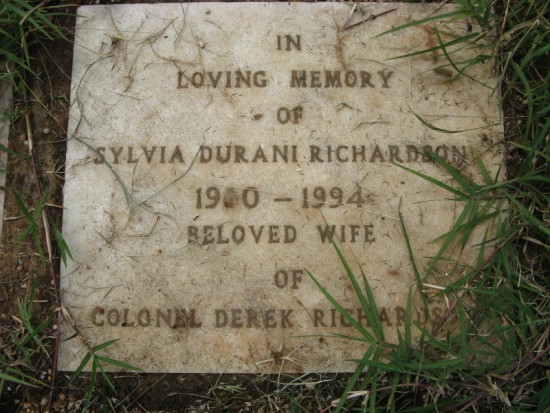 IN
LOVING MEMORY
OF
SYLVIA DURANI RICHARDSON
– 1994
BELOVED WIFE
OF
COLONEL DEREK